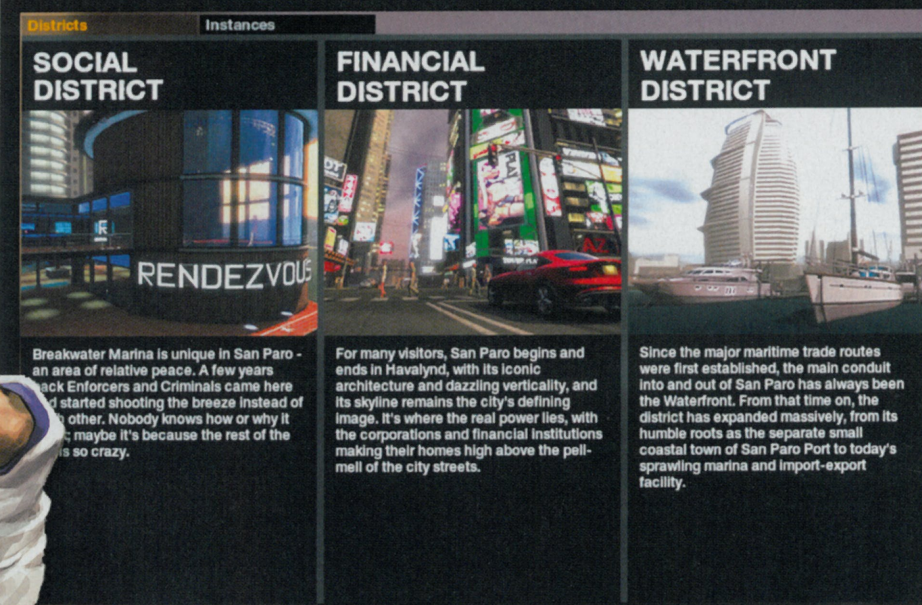 Districts
Instances
SOCIAL
DISTRICT
RENDEZVOUS
Breakwater Marina is unique in San Paro -
an area of relative peace. A few years
back Enforcers and Criminals came here
started shooting the breeze instead of
other. Nobody knows how or why it
maybe it's because the rest of the
is so crazy.
FINANCIAL
DISTRICT
For many visitors, San Paro begins and
ends in Havalynd, with its iconic
architecture and dazzling verticality, and
its skyline remains the city's defining
image. It's where the real power lies, with
the corporations and financial institutions
making their homes high above the pell-
mell of the city streets.
WATERFRONT
DISTRICT
Since the major maritime trade routes
were first established, the main conduit
into and out of San Paro has always been
the Waterfront. From that time on, the
district has expanded massively, from its
humble roots as the separate small
coastal town of San Paro Port to today's
sprawling marina and import-export
facility.